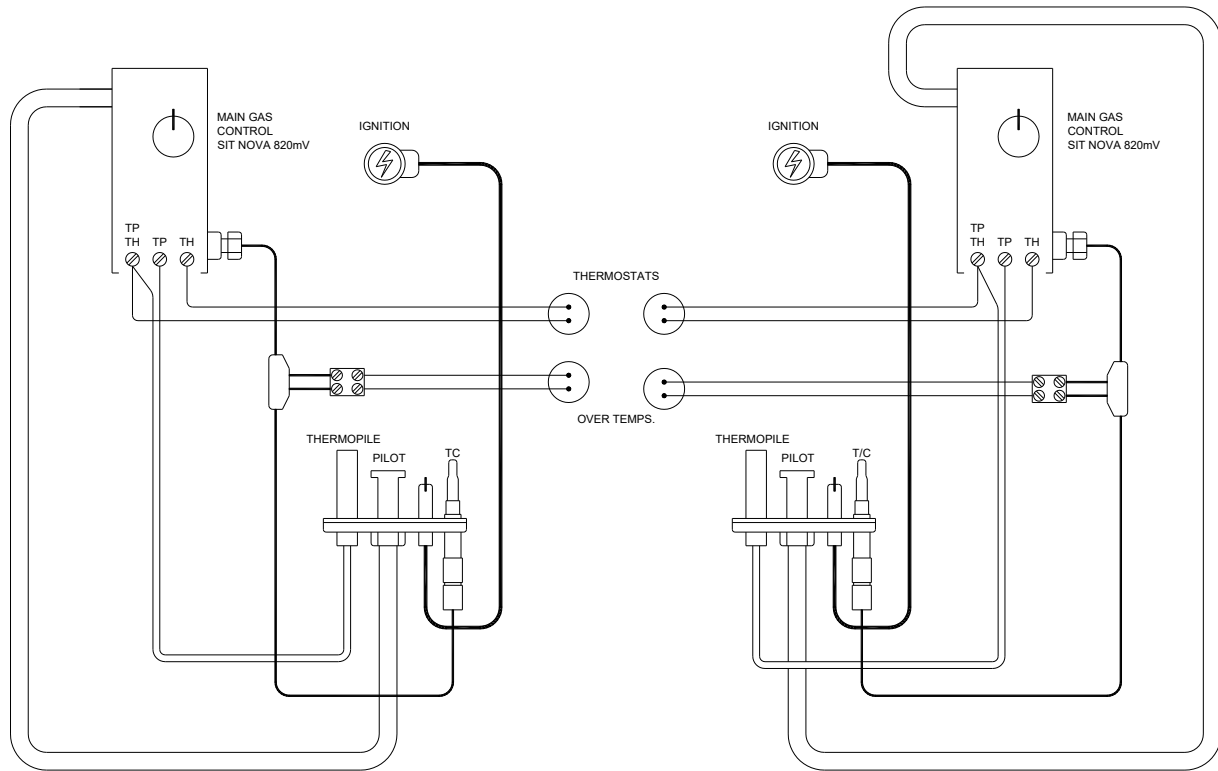 MAIN GAS
CONTROL
SIT NOVA 820mV
IGNITION
TP
TH TP TH
IGNITION
MAIN GAS
CONTROL
SIT NOVA 820mV
TP
TH TP TH
THERMOSTATS
OVER TEMPS.
THERMOPILE
PILOT
TC
THERMOPILE
PILOT
T/C